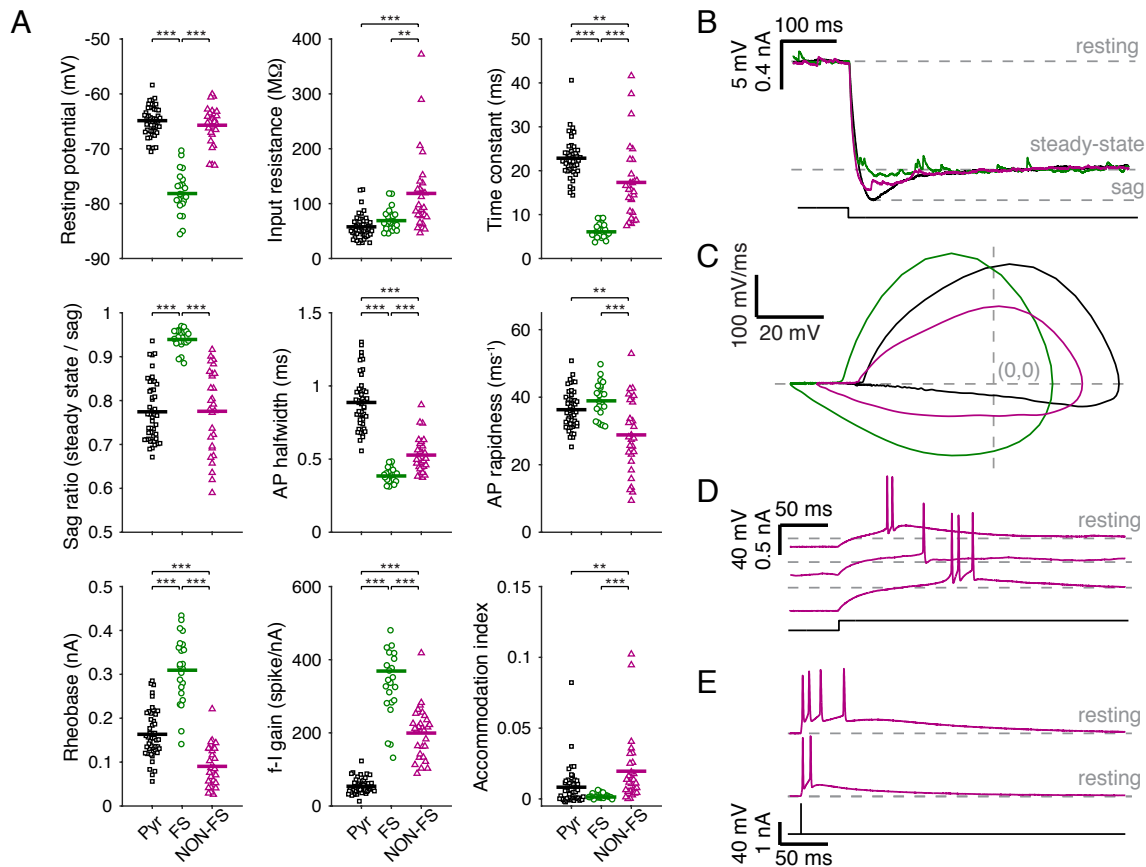 A
Resting potential (mV)
-50
-60
-70
-80
-90
***
***
Input resistance (MΩ)
400
300
200
100
0
***
**
Time constant (ms)
50
40
30
20
10
0
**
***
***
Sag ratio (steady state / sag)
1
0.9
0.8
0.7
0.6
0.5
***
***
AP halfwidth (ms)
1.5
1
0.5
0
***
***
***
AP rapidness (ms⁻¹)
60
40
20
0
**
***
Rheobase (nA)
0.5
0.4
0.3
0.2
0.1
0
***
***
***
Pyr
FS
NON-FS
f-I gain (spike/nA)
600
400
200
0
***
***
***
Pyr
FS
NON-FS
Accommodation index
0.15
0.1
0.05
0
**
***
Pyr
FS
NON-FS
B
100 ms
5 mV
0.4 nA
resting
steady-state
sag
C
100 mV/ms
20 mV
(0,0)
D
50 ms
40 mV
0.5 nA
resting
E
resting
resting
40 mV
1 nA
50 ms